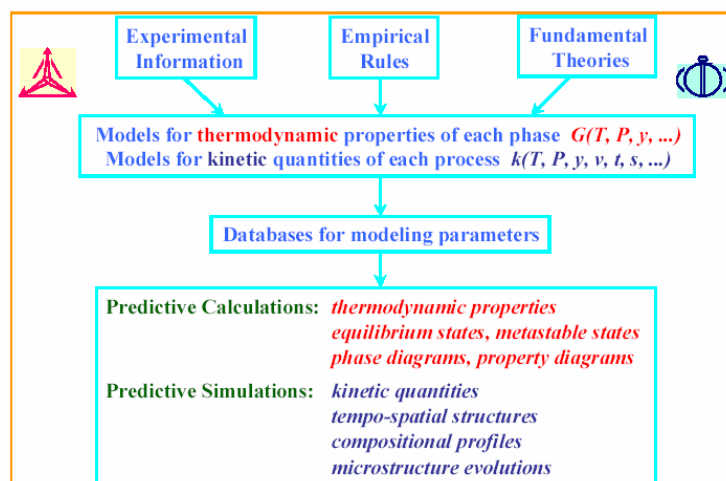 Experimental
Information
Empirical
Rules
Fundamental
Theories
Models for thermodynamic properties of each phase G(T, P, y, ...)
Models for kinetic quantities of each process k(T, P, y, v, t, s, ...)
Databases for modeling parameters
Predictive Calculations: thermodynamic properties
equilibrium states, metastable states
phase diagrams, property diagrams
Predictive Simulations: kinetic quantities
tempo-spatial structures
compositional profiles
microstructure evolutions